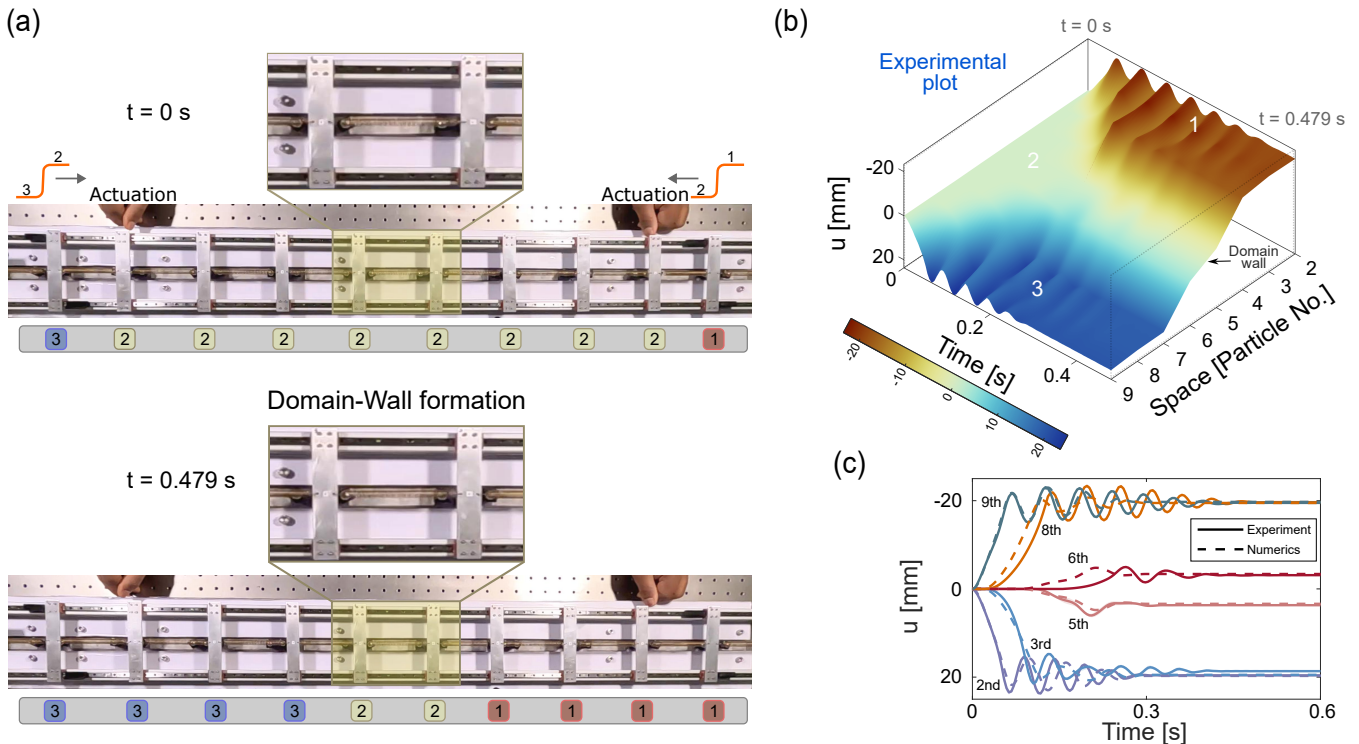 (a)
t = 0 s
2
3
Actuation
1
2
Actuation
3 2 2 2 2 2 2 2 2 1
Domain-Wall formation
t = 0.479 s
3 3 3 3 2 2 1 1 1 1
(b)
t = 0 s
Experimental
plot
t = 0.479 s
1
2
3
-20
0
20
u [mm]
0
0.2
0.4
Time [s]
Domain
wall
2
3
4
5
6
7
8
9
Space [Particle No.]
-20
-10
0
10
20
(c)
-20
0
20
u [mm]
9th
8th
6th
5th
3rd
2nd
Experiment
Numerics
0 0.3 0.6
Time [s]